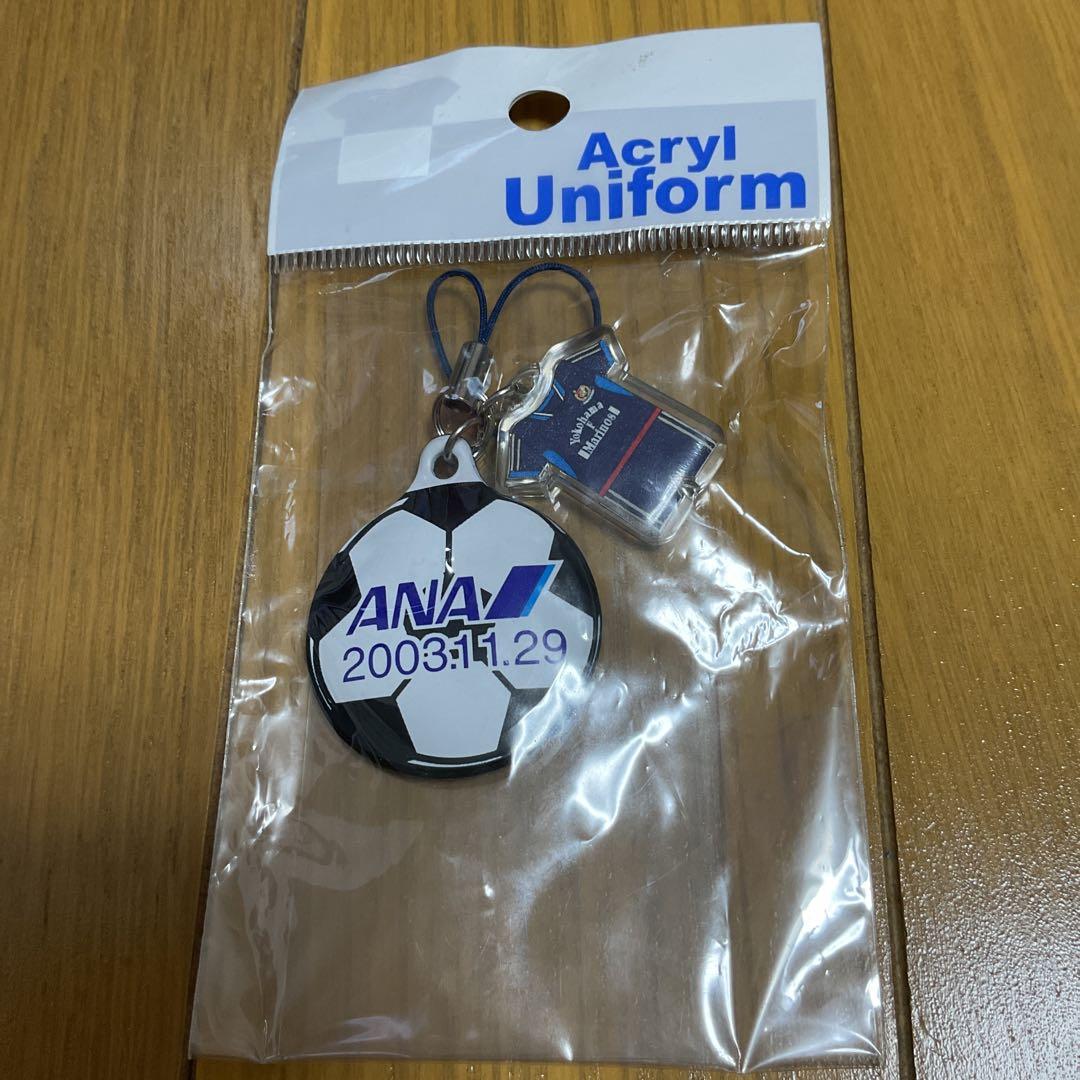 Acryl
Uniform
Yokohama
F
Marinos
ANA
2003.11.29